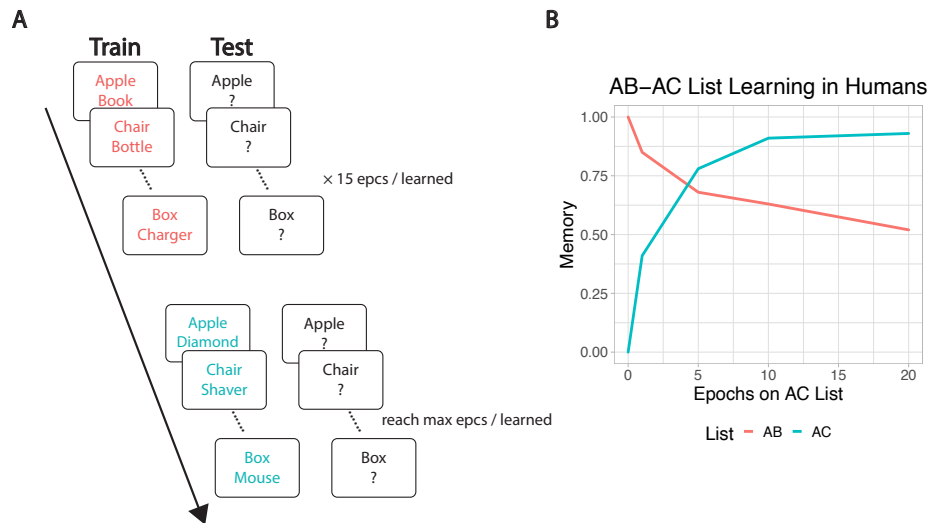 A
Train
Test
Apple
Book
Apple
?
Chair
Bottle
Chair
?
× 15 epcs / learned
Box
Charger
Box
?
Apple
Diamond
Apple
?
Chair
Shaver
Chair
?
reach max epcs / learned
Box
Mouse
Box
?
B
AB–AC List Learning in Humans
Memory
1.00
0.75
0.50
0.25
0.00
0
5
10
15
20
Epochs on AC List
List AB AC